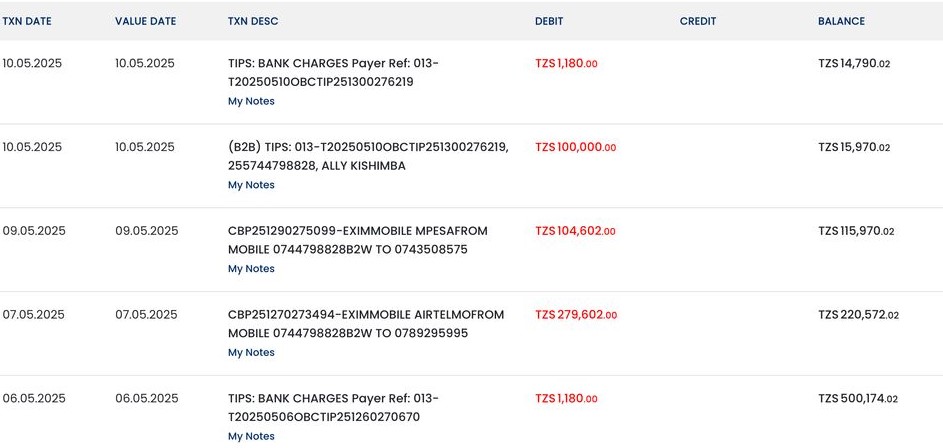 TXN DATE VALUE DATE TXN DESC DEBIT CREDIT BALANCE
10.05.2025 10.05.2025 TIPS: BANK CHARGES Payer Ref: 013- TZS 1,180.00 TZS 14,790.02
T20250510OBCTIP251300276219
My Notes
10.05.2025 10.05.2025 (B2B) TIPS: 013-T20250510OBCTIP251300276219, TZS 100,000.00 TZS 15,970.02
255744798828, ALLY KISHIMBA
My Notes
09.05.2025 09.05.2025 CBP251290275099-EXIMMOBILE MPESAFROM TZS 104,602.00 TZS 115,970.02
MOBILE 0744798828B2W TO 0743508575
My Notes
07.05.2025 07.05.2025 CBP251270273494-EXIMMOBILE AIRTELMOFROM TZS 279,602.00 TZS 220,572.02
MOBILE 0744798828B2W TO 0789295995
My Notes
06.05.2025 06.05.2025 TIPS: BANK CHARGES Payer Ref: 013- TZS 1,180.00 TZS 500,174.02
T20250506OBCTIP251260270670
My Notes